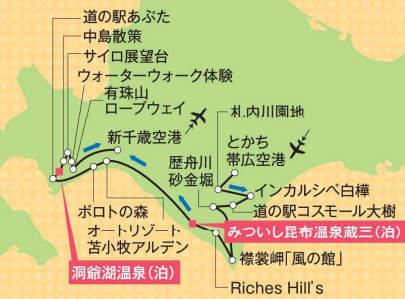 道の駅あぷた
中島散策
サイロ展望台
ウォーターウォーク体験
有珠山
ロープウェイ
新千歳空港
札内川園地
とかち
帯広空港
歴舟川
砂金掘
インカルシペ白樺
道の駅コスモール大樹
ポロトの森
オートリゾート
苫小牧アルテン
みついし昆布温泉蔵三(泊)
洞爺湖温泉(泊)
襟裳岬「風の館」
Riches Hill's